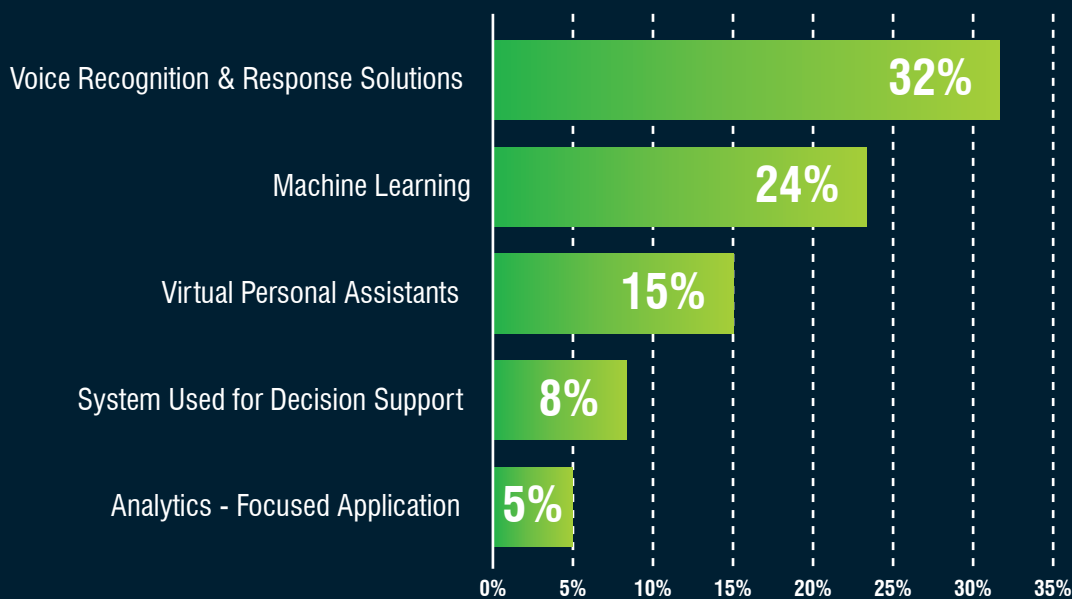 Voice Recognition & Response Solutions
32%
Machine Learning
24%
Virtual Personal Assistants
15%
System Used for Decision Support
8%
Analytics - Focused Application
5%
0% 5% 10% 15% 20% 25% 30% 35%